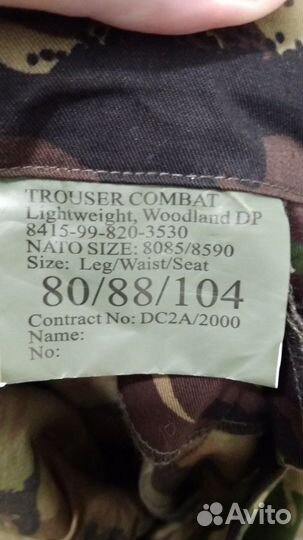 TROUSER COMBAT
Lightweight, Woodland DP
8415-99-820-3530
NATO SIZE: 8085/8590
Size: Leg/Waist/Seat
80/88/104
Contract No: DC2A/2000
Name:
No:
Avito